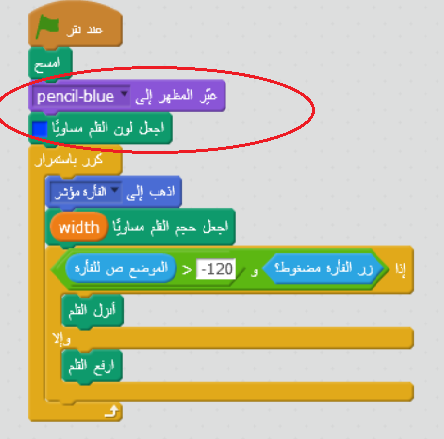 عند نقر
امسح
غيِّر المظهر إلى pencil-blue
اجعل لون القلم مساويًا
كرر باستمرار
اذهب إلى الفأرة مؤشر
اجعل حجم القلم مساويًا width
إذا زر الفأرة مضغوط؟ و -120 < الموضع ص للفأرة
أنزل القلم
وإلا
ارفع القلم